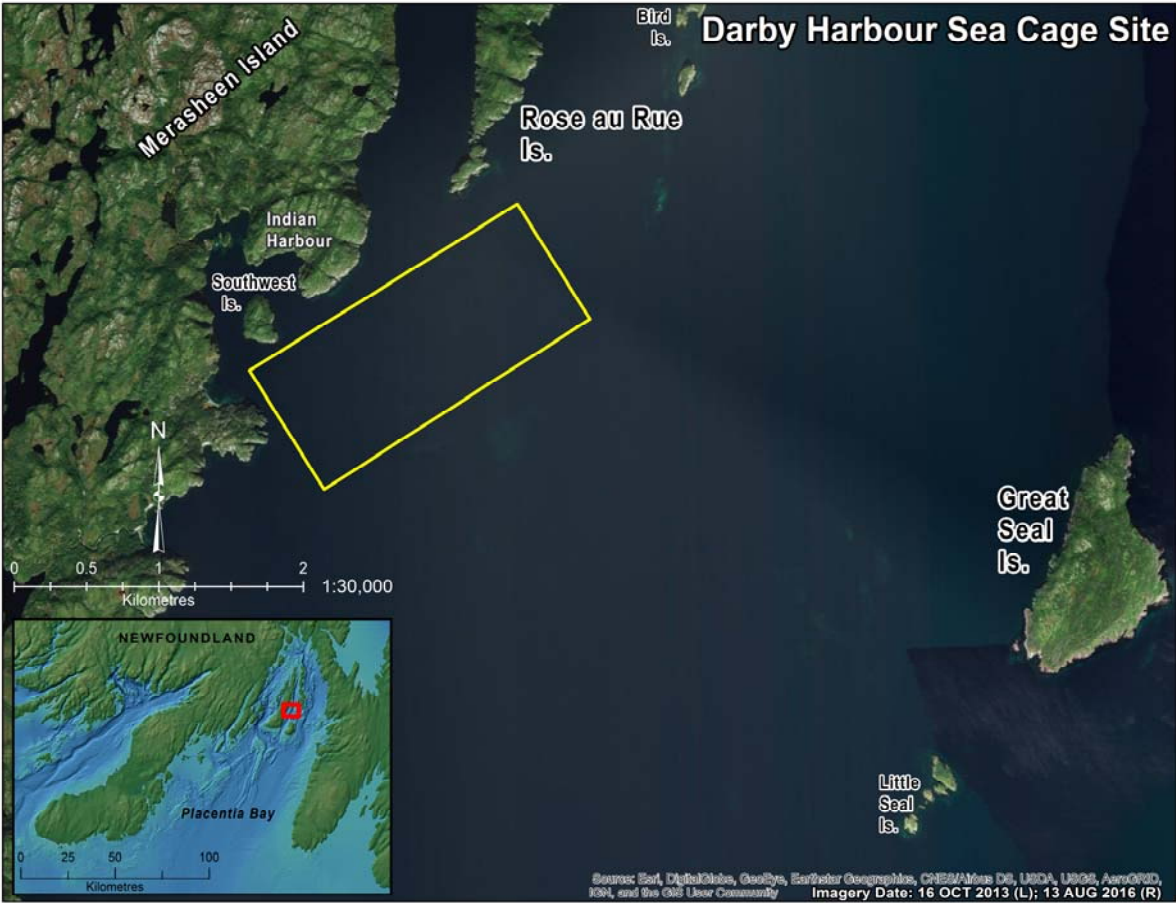 Darby Harbour Sea Cage Site
Bird
Is.
Merasheen Island
Rose au Rue
Is.
Indian
Harbour
Southwest
Is.
N
Great
Seal
Is.
0 0.5 1 2 1:30,000
Kilometres
NEWFOUNDLAND
Placentia Bay
0 25 50 100
Kilometres
Little
Seal
Is.
Source: Esri, DigitalGlobe, GeoEye, Earthstar Geographics, CNES/Airbus DS, USDA, USGS, AeroGRID,
IGN, and the GIS User Community
Imagery Date: 16 OCT 2013 (L); 13 AUG 2016 (R)